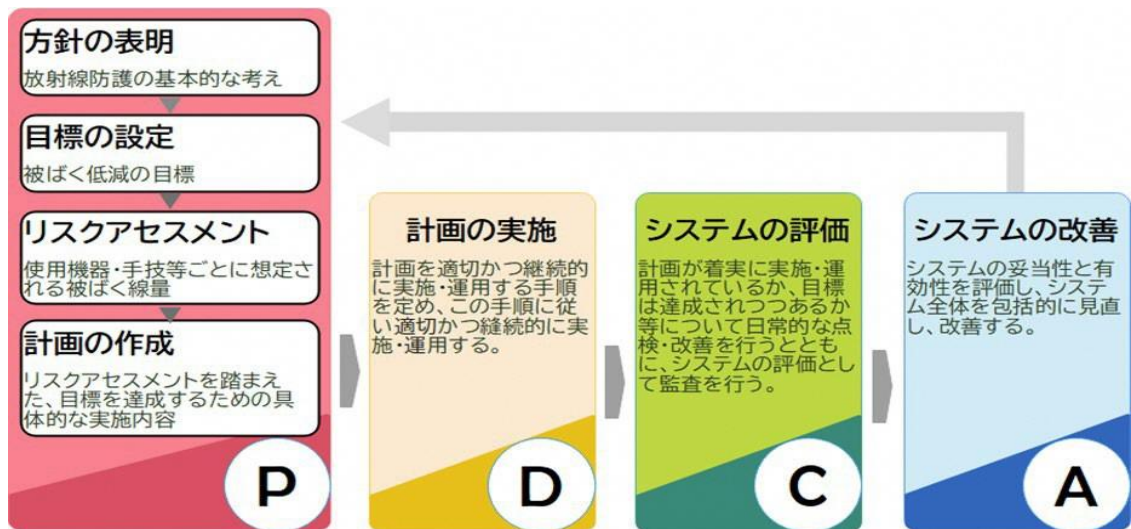 方針の表明
放射線防護の基本的な考え
目標の設定
被ばく低減の目標
リスクアセスメント
使用機器・手技等ごとに想定さ
れる被ばく線量
計画の作成
リスクアセスメントを踏まえ
た、目標を達成するための具
体的な実施内容
P
計画の実施
計画を適切かつ継続的
に実施・運用する手順
を定め、この手順に従
い適切かつ継続的に実
施・運用する。
D
システムの評価
計画が着実に実施・運
用されているか、目標
は達成されつつあるか
等について日常的な点
検・改善を行うととも
に、システムの評価とし
て監査を行う。
C
システムの改善
システムの妥当性と有
効性を評価し、システ
ム全体を包括的に見直
し、改善する。
A